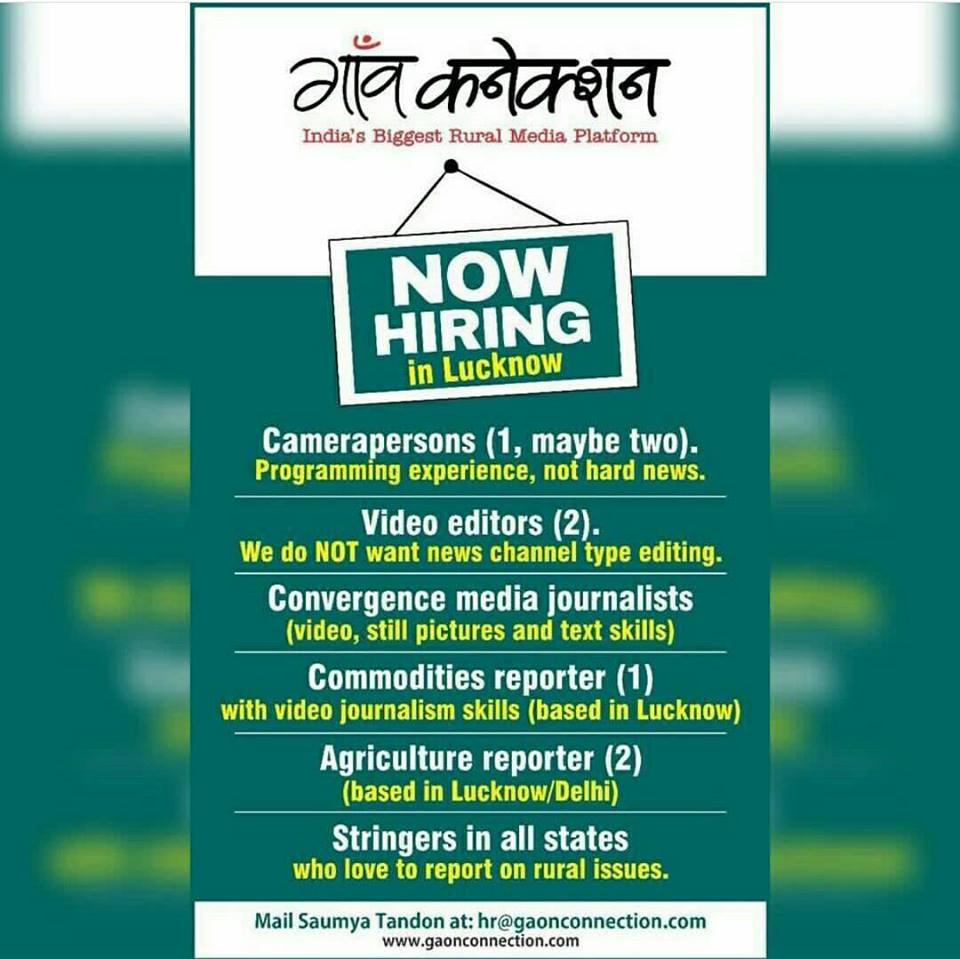 गाँव कनेक्शन
India's Biggest Rural Media Platform
NOW
HIRING
in Lucknow
Camerapersons (1, maybe two).
Programming experience, not hard news.
Video editors (2).
We do NOT want news channel type editing.
Convergence media journalists
(video, still pictures and text skills)
Commodities reporter (1)
with video journalism skills (based in Lucknow)
Agriculture reporter (2)
(based in Lucknow/Delhi)
Stringers in all states
who love to report on rural issues.
Mail Saumya Tandon at: hr@gaonconnection.com
www.gaonconnection.com